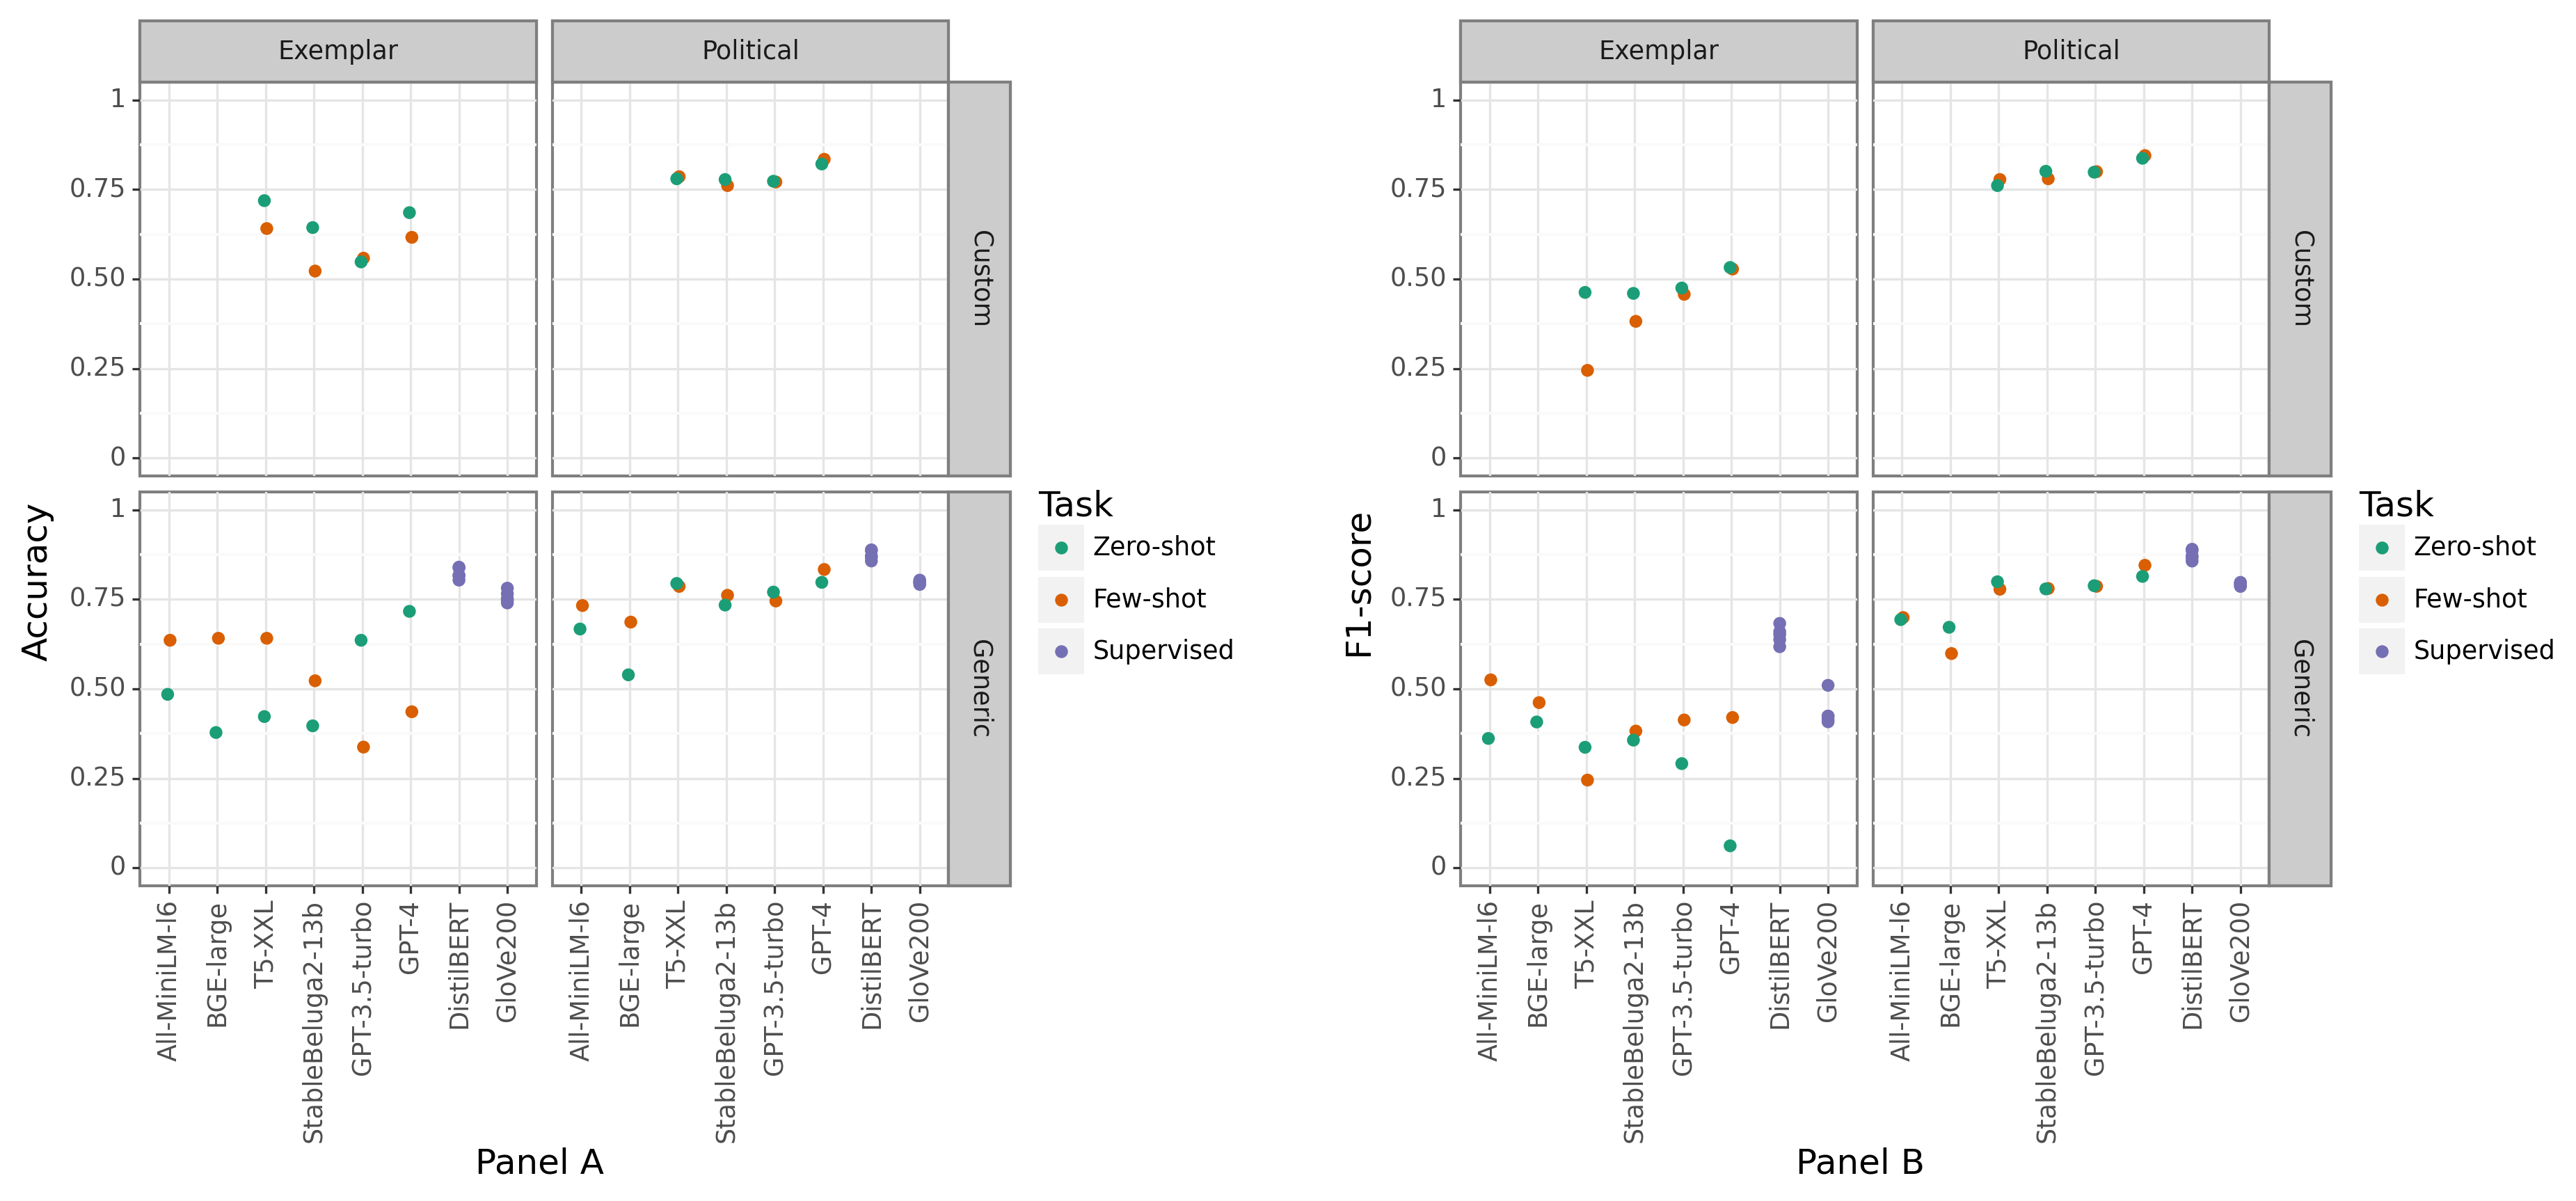 Exemplar
Political
1
0.75
0.50
0.25
0
Custom
Accuracy
1
0.75
0.50
0.25
0
Generic
All-MiniLM-l6
BGE-large
T5-XXL
StableBeluga2-13b
GPT-3.5-turbo
GPT-4
DistilBERT
GloVe200
All-MiniLM-l6
BGE-large
T5-XXL
StableBeluga2-13b
GPT-3.5-turbo
GPT-4
DistilBERT
GloVe200
Panel A
Task
Zero-shot
Few-shot
Supervised
Exemplar
Political
1
0.75
0.50
0.25
0
Custom
F1-score
1
0.75
0.50
0.25
0
Generic
All-MiniLM-l6
BGE-large
T5-XXL
StableBeluga2-13b
GPT-3.5-turbo
GPT-4
DistilBERT
GloVe200
All-MiniLM-l6
BGE-large
T5-XXL
StableBeluga2-13b
GPT-3.5-turbo
GPT-4
DistilBERT
GloVe200
Panel B
Task
Zero-shot
Few-shot
Supervised